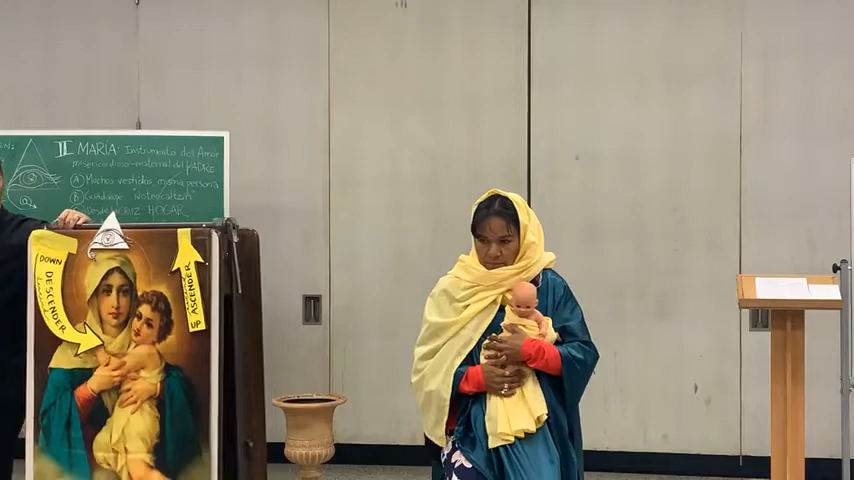 II MARIA: Instrumento del Amor
misericordioso-maternal del PADRE
A Muchos vestidos misma persona
B Guadalupe
CRUZ HOGAR
DOWN
DESCENDER
ASCENDER
UP